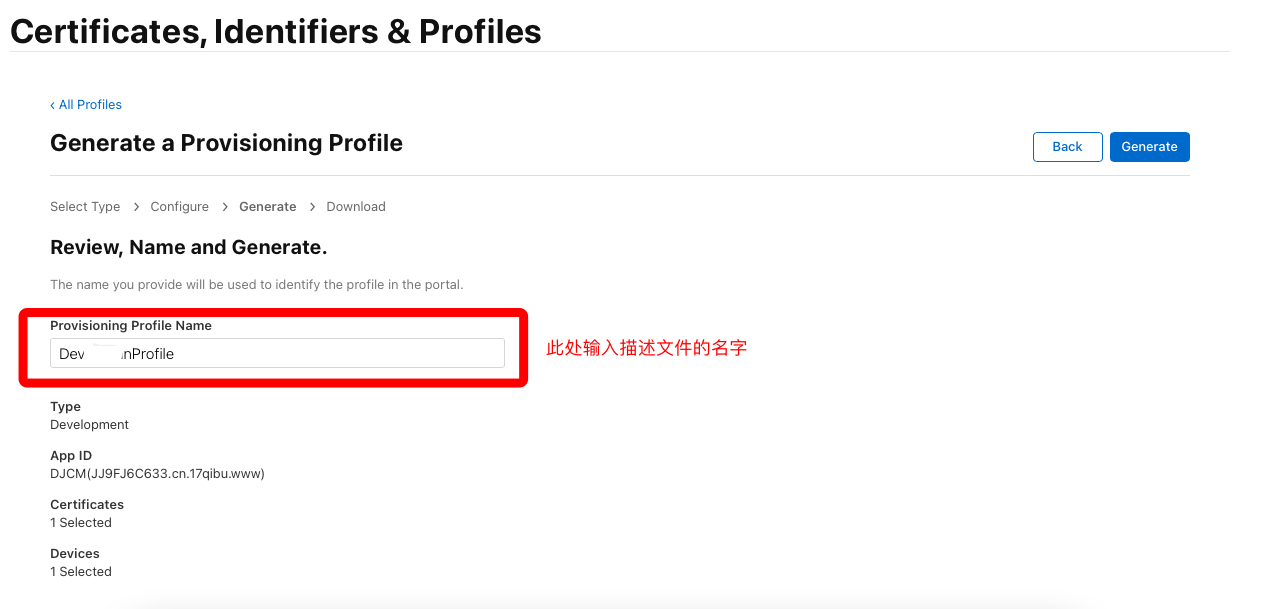 Certificates, Identifiers & Profiles
‹ All Profiles
Generate a Provisioning Profile
Back
Generate
Select Type > Configure > Generate > Download
Review, Name and Generate.
The name you provide will be used to identify the profile in the portal.
Provisioning Profile Name
此处输入描述文件的名字
Type
Development
App ID
DJCM(JJ9FJ6C633.cn.17qibu.www)
Certificates
1 Selected
Devices
1 Selected